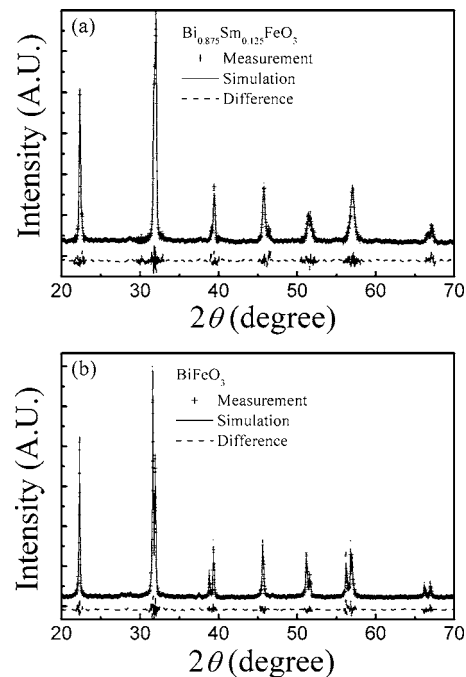 (a)
Bi₀.₈₇₅Sm₀.₁₂₅FeO₃
Measurement
Simulation
Difference
Intensity (A.U.)
20 30 40 50 60 70
2θ (degree)
(b)
BiFeO₃
Measurement
Simulation
Difference
Intensity (A.U.)
20 30 40 50 60 70
2θ (degree)